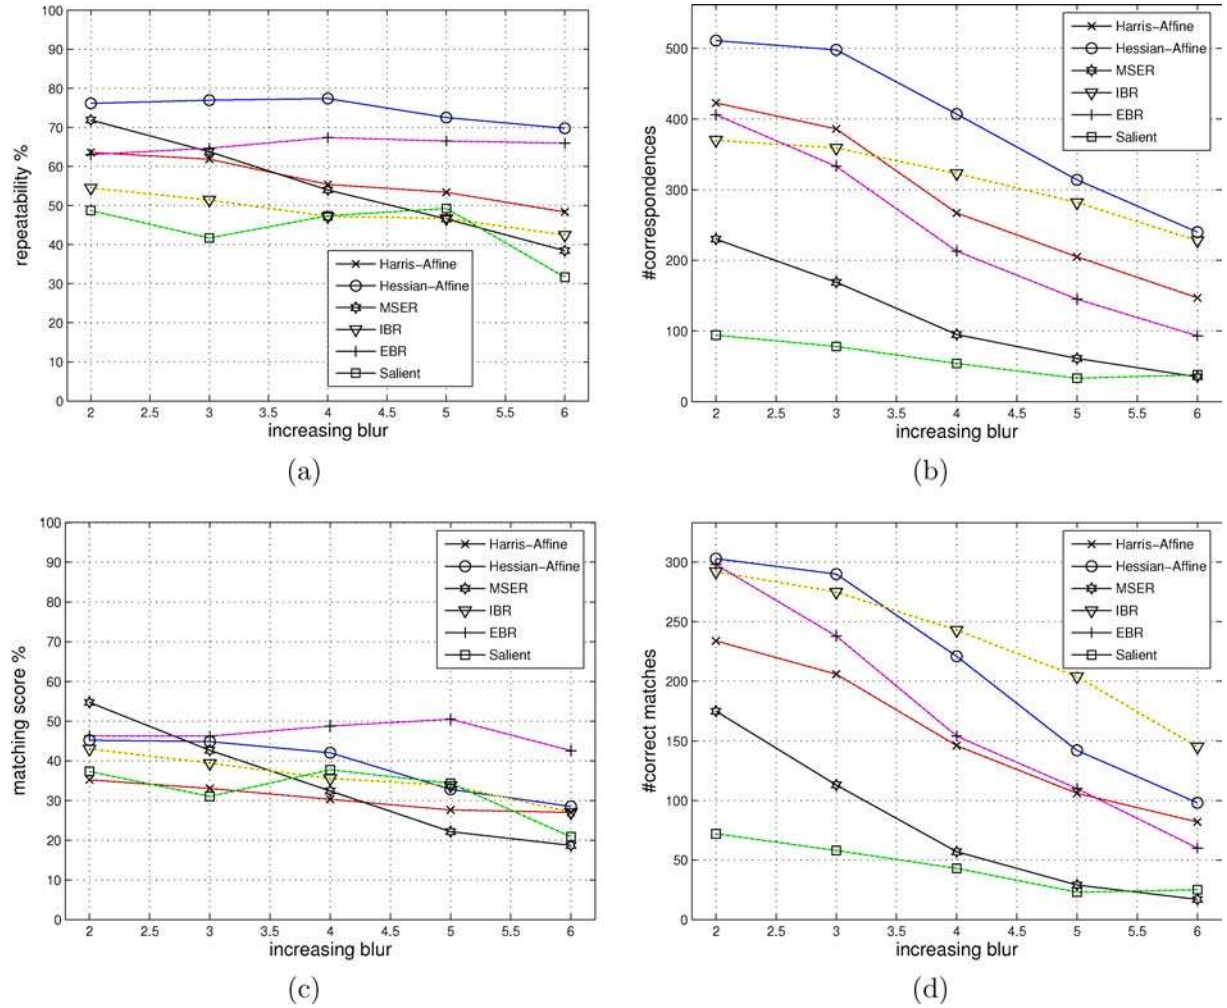 100
90
80
70
60
50
40
30
20
10
0
repeatability %
Harris-Affine
Hessian-Affine
MSER
IBR
EBR
Salient
2 2.5 3 3.5 4 4.5 5 5.5 6
increasing blur
(a)
500
400
300
200
100
0
#correspondences
Harris-Affine
Hessian-Affine
MSER
IBR
EBR
Salient
2 2.5 3 3.5 4 4.5 5 5.5 6
increasing blur
(b)
100
90
80
70
60
50
40
30
20
10
0
matching score %
Harris-Affine
Hessian-Affine
MSER
IBR
EBR
Salient
2 2.5 3 3.5 4 4.5 5 5.5 6
increasing blur
(c)
300
250
200
150
100
50
0
#correct matches
Harris-Affine
Hessian-Affine
MSER
IBR
EBR
Salient
2 2.5 3 3.5 4 4.5 5 5.5 6
increasing blur
(d)